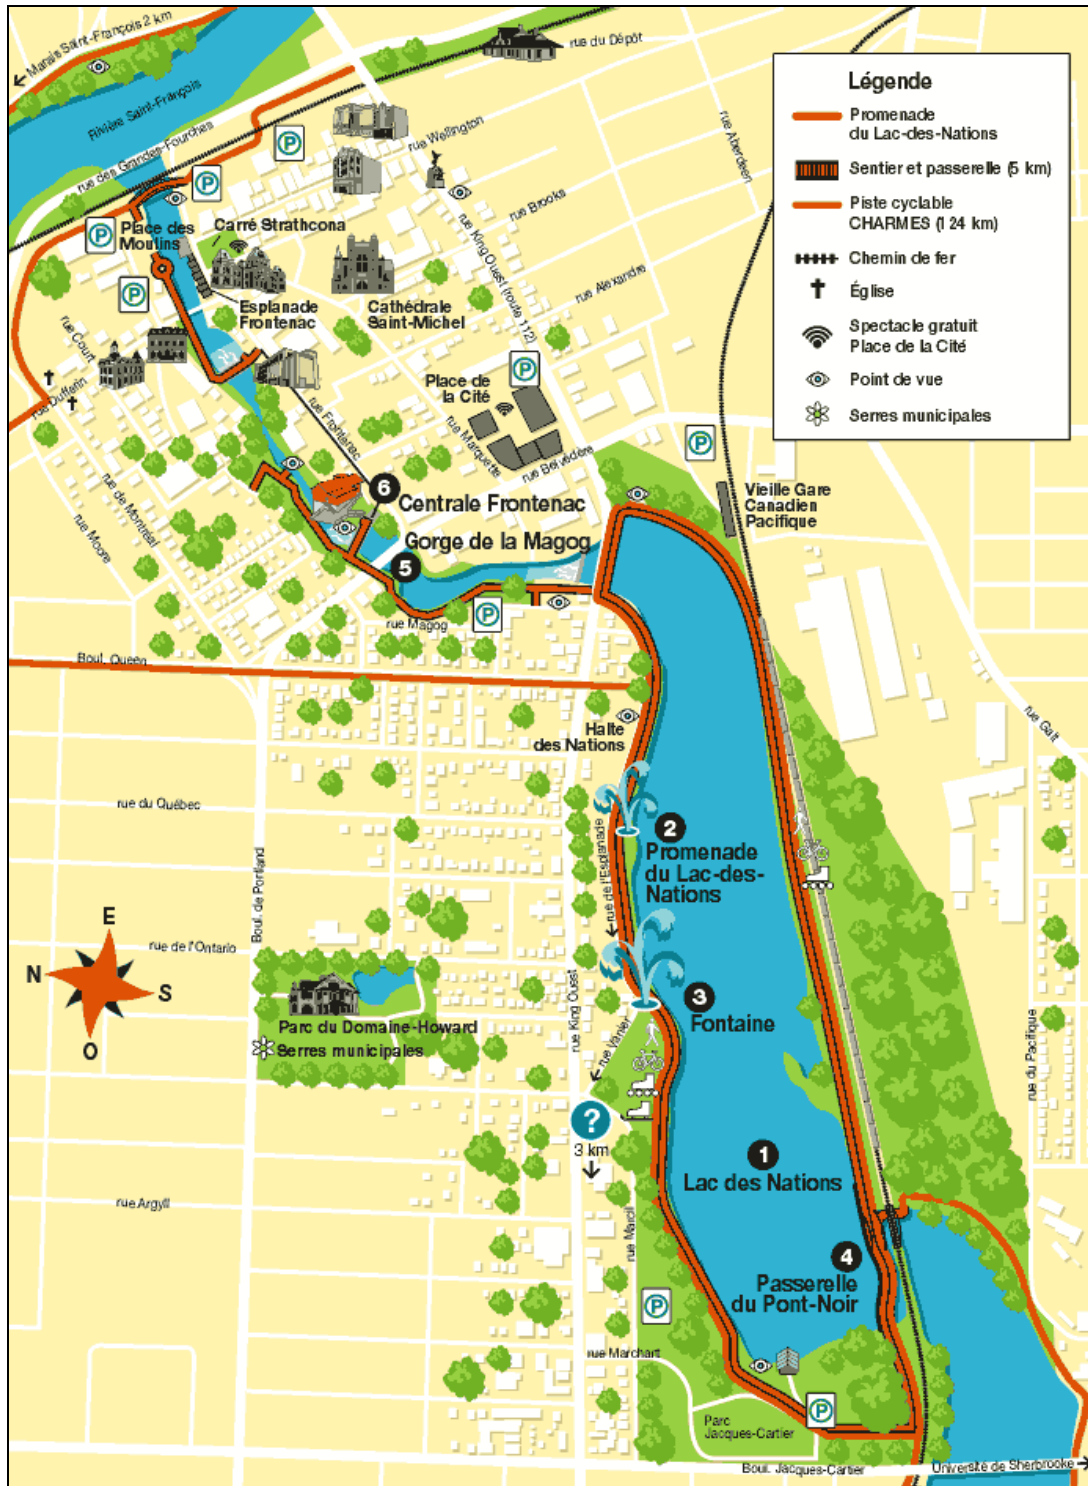 Marais Saint-François 2 km
Rivière Saint-François
rue des Grandes-Fourches
rue du Dépôt
rue Wellington
rue Aberdeen
rue Brooks
rue King Ouest (route 112)
rue Alexandre
P
P
P
P
P
P
P
P
P
Place des
Moulins
Carré Strathcona
Esplanade
Frontenac
Cathédrale
Saint-Michel
rue Court
rue Dufferin
rue Frontenac
Place de
la Cité
rue Marquette
rue Belvédère
rue de Montréal
rue Moore
Légende
Promenade
du Lac-des-Nations
Sentier et passerelle (5 km)
Piste cyclable
CHARMES (124 km)
Chemin de fer
Église
Spectacle gratuit
Place de la Cité
Point de vue
Serres municipales
Vieille Gare
Canadien
Pacifique
6
Centrale Frontenac
Gorge de la Magog
5
rue Magog
Boul. Queen
Halte
des Nations
rue Galt
rue du Québec
Boul. de Portland
rue de l'Esplanade
2
Promenade
du Lac-des-
Nations
E
N
S
O
rue de l'Ontario
Parc du Domaine-Howard
Serres municipales
rue King Ouest
rue Vanier
3
Fontaine
rue du Pacifique
?
3 km
1
Lac des Nations
rue Argyll
rue Marcil
4
Passerelle
du Pont-Noir
rue Marchant
Parc
Jacques-Cartier
Boul. Jacques-Cartier
Université de Sherbrooke